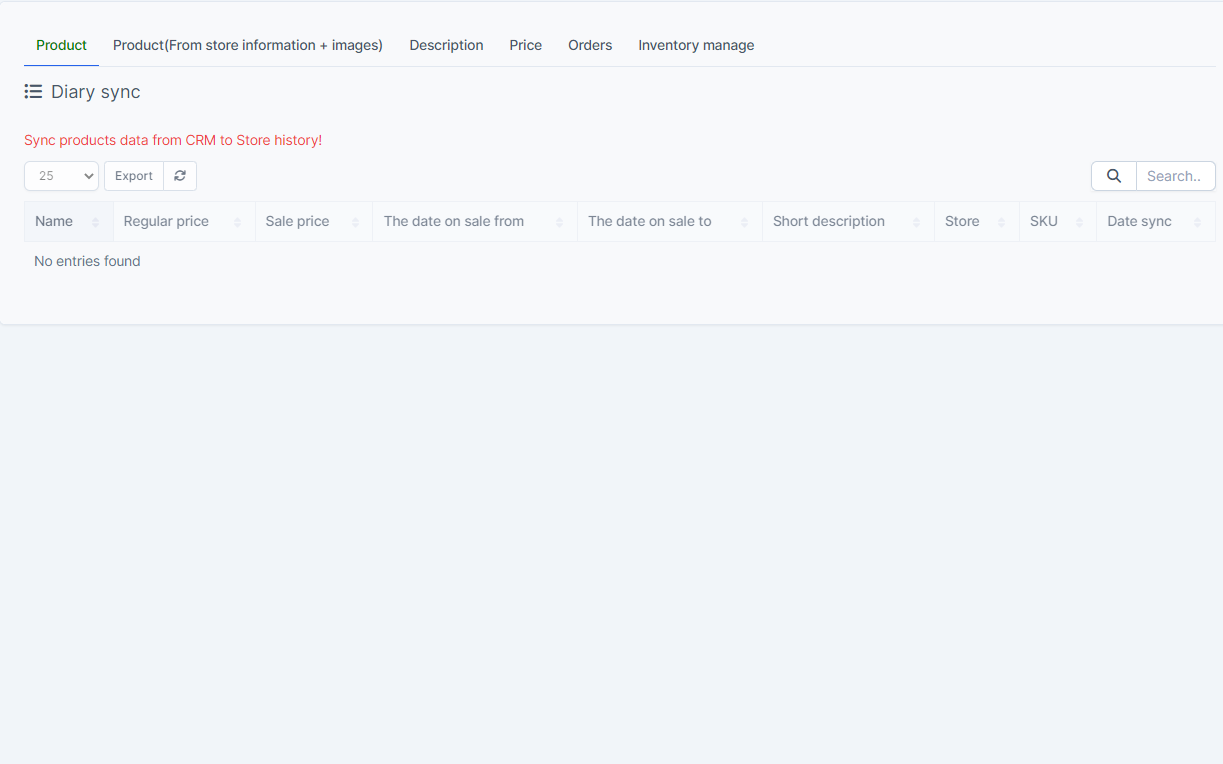 Product Product(From store information + images) Description Price Orders Inventory manage
Diary sync
Sync products data from CRM to Store history!
25 Export Search..
Name Regular price Sale price The date on sale from The date on sale to Short description Store SKU Date sync
No entries found